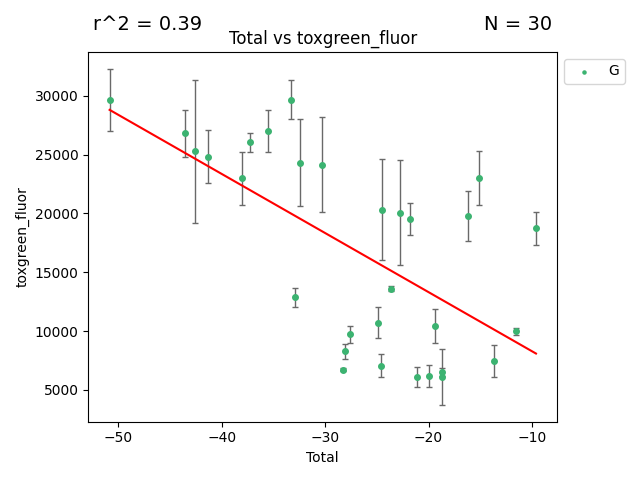 r^2 = 0.39
N = 30
Total vs toxgreen_fluor
G
30000
25000
20000
15000
10000
5000
toxgreen_fluor
−50
−40
−30
−20
−10
Total